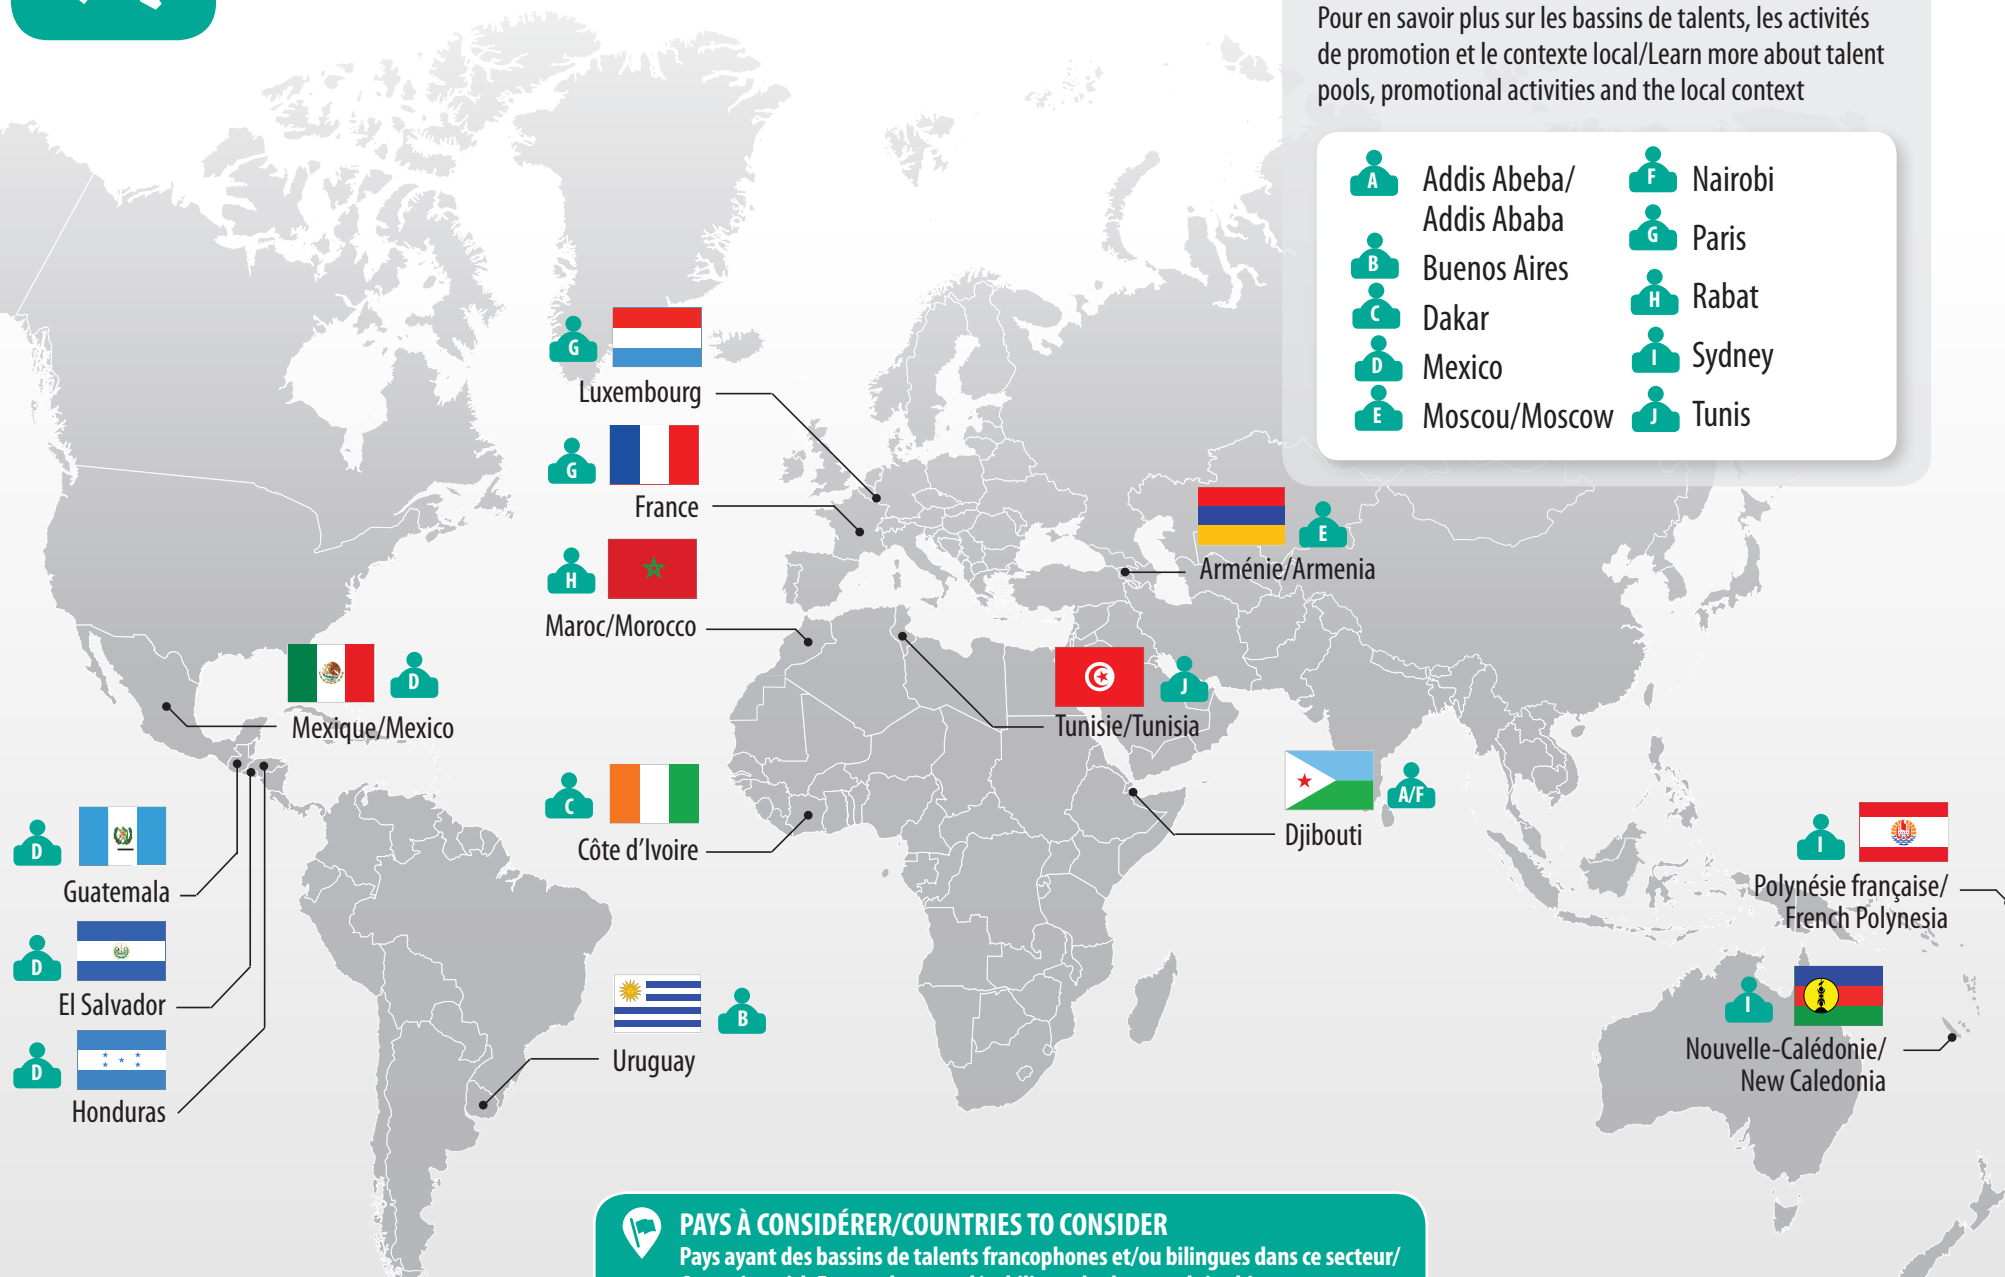 Pour en savoir plus sur les bassins de talents, les activités
de promotion et le contexte local/Learn more about talent
pools, promotional activities and the local context
A Addis Abeba/
Addis Ababa
B Buenos Aires
C Dakar
D Mexico
E Moscou/Moscow
F Nairobi
G Paris
H Rabat
I Sydney
J Tunis
G
Luxembourg
G
France
H
Maroc/Morocco
E
Arménie/Armenia
D
Mexique/Mexico
J
Tunisie/Tunisia
C
Côte d'Ivoire
A/F
Djibouti
D
Guatemala
D
El Salvador
D
Honduras
B
Uruguay
I
Polynésie française/
French Polynesia
I
Nouvelle-Calédonie/
New Caledonia
PAYS À CONSIDÉRER/COUNTRIES TO CONSIDER
Pays ayant des bassins de talents francophones et/ou bilingues dans ce secteur/